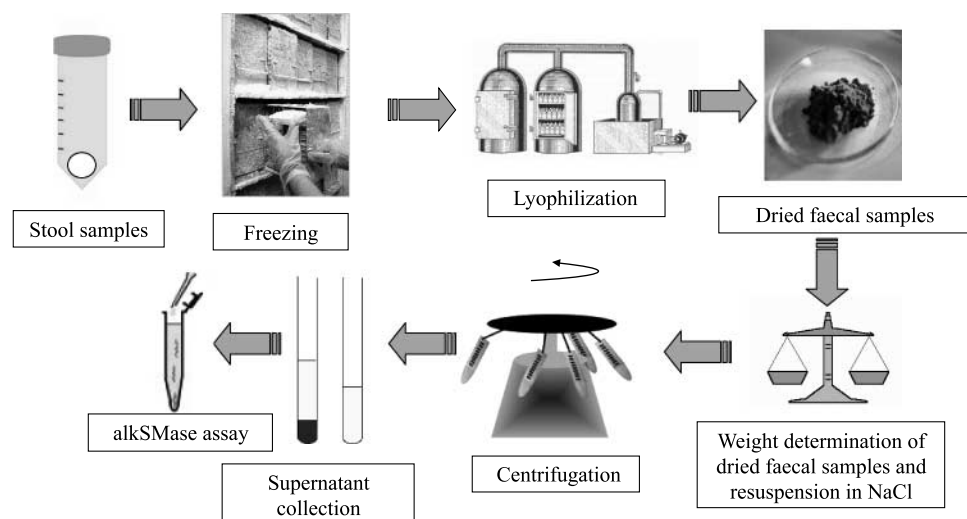 Stool samples
Freezing
Lyophilization
Dried faecal samples
Weight determination of
dried faecal samples and
resuspension in NaCl
Centrifugation
Supernatant
collection
alkSMase assay